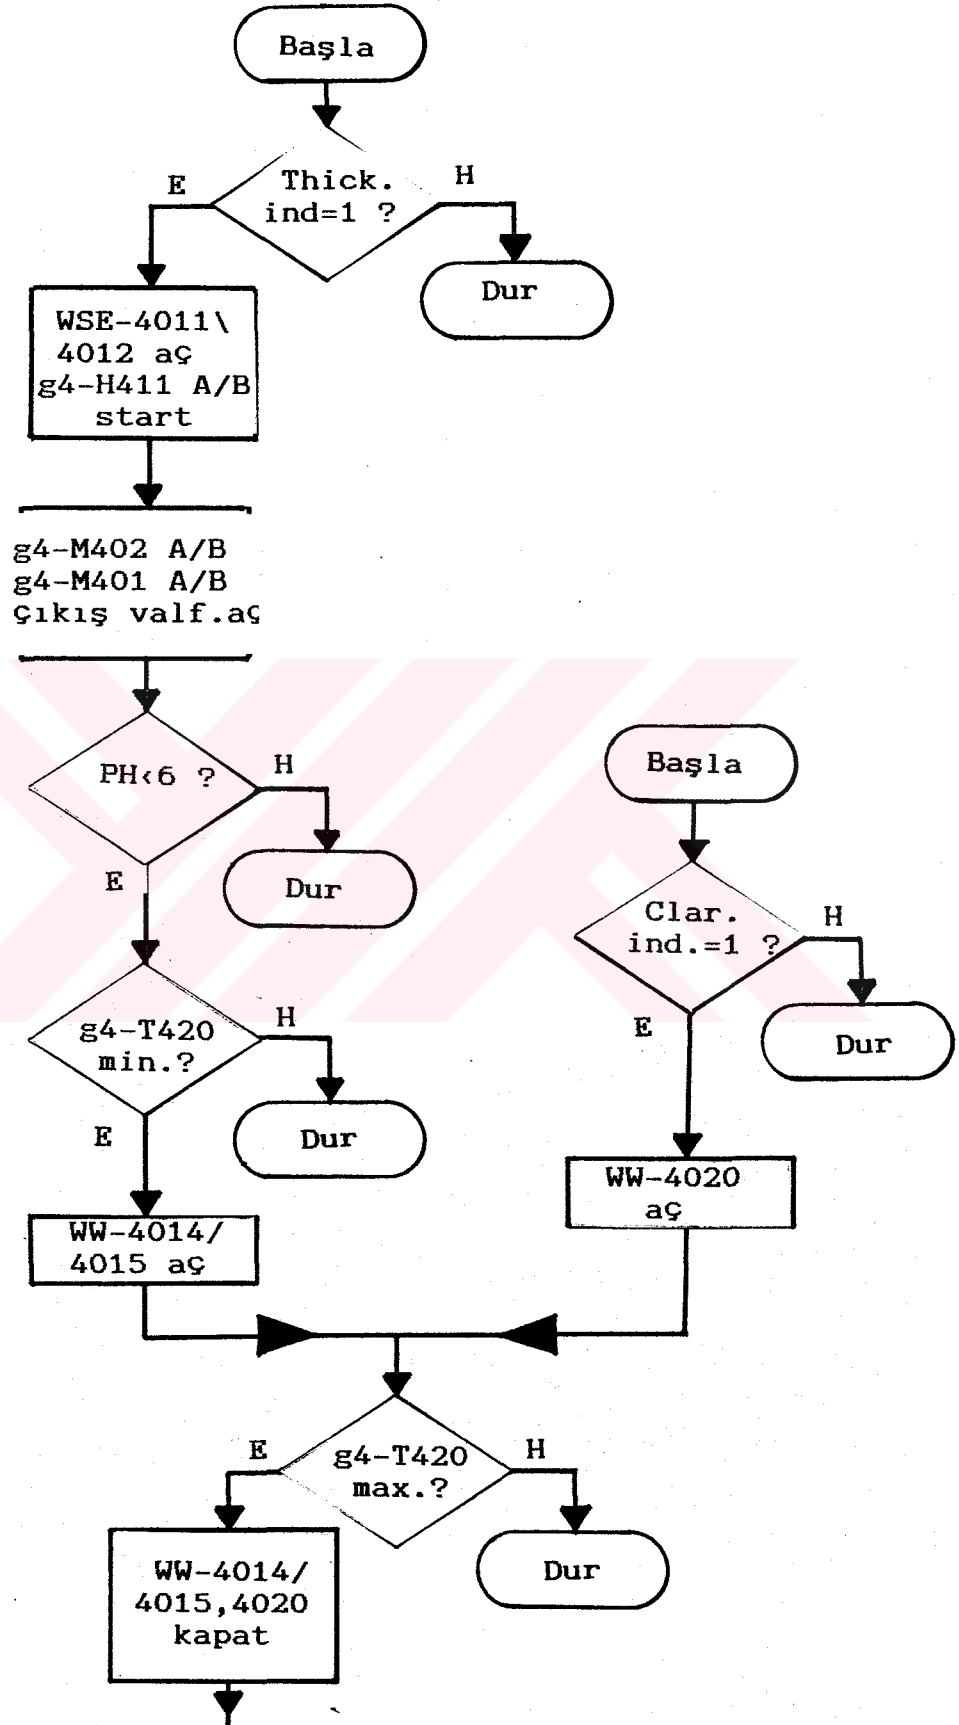 Başla
Thick.
ind=1 ?
E
H
Dur
WSE-4011\
4012 aç
g4-H411 A/B
start
g4-M402 A/B
g4-M401 A/B
Çıkış valf.aç
PH<6 ?
H
E
Dur
g4-T420
min.?
H
E
Dur
WW-4014/
4015 aç
Başla
Clar.
ind.=1 ?
H
E
Dur
WW-4020
aç
g4-T420
max.?
E
H
Dur
WW-4014/
4015,4020
kapat